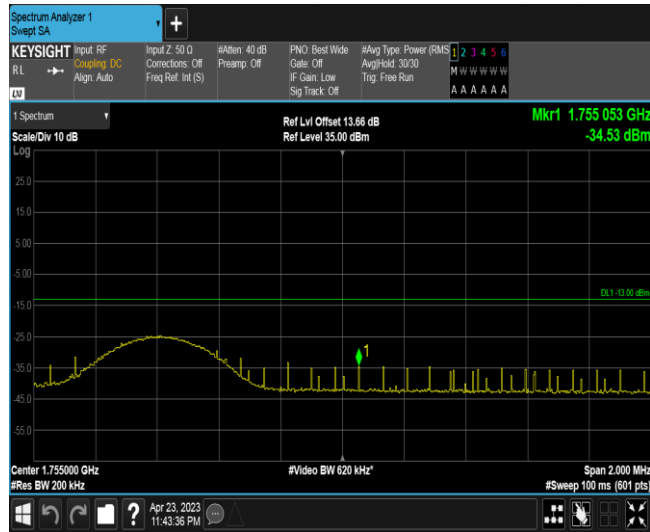 Spectrum Analyzer 1
Swept SA
+
KEYSIGHT
RL
LXI
Input: RF
Coupling: DC
Align: Auto
Input Z: 50 Ω
Corrections: Off
Freq Ref: Int (S)
#Atten: 40 dB
Preamp: Off
PNO: Best Wide
Gate: Off
IF Gain: Low
Sig Track: Off
#Avg Type: Power (RMS
Avg|Hold: 30/30
Trig: Free Run
1 2 3 4 5 6
M W W W W W
A A A A A A
1 Spectrum
Scale/Div 10 dB
Ref Lvl Offset 13.66 dB
Ref Level 35.00 dBm
Mkr1 1.755 053 GHz
-34.53 dBm
Log
25.0
15.0
5.00
-5.00
DL1 -13.00 dBm
-15.0
-25.0
1
-35.0
-45.0
-55.0
Center 1.755000 GHz
#Video BW 620 kHz*
Span 2.000 MHz
#Res BW 200 kHz
#Sweep 100 ms (601 pts)
?
Apr 23, 2023
11:43:36 PM